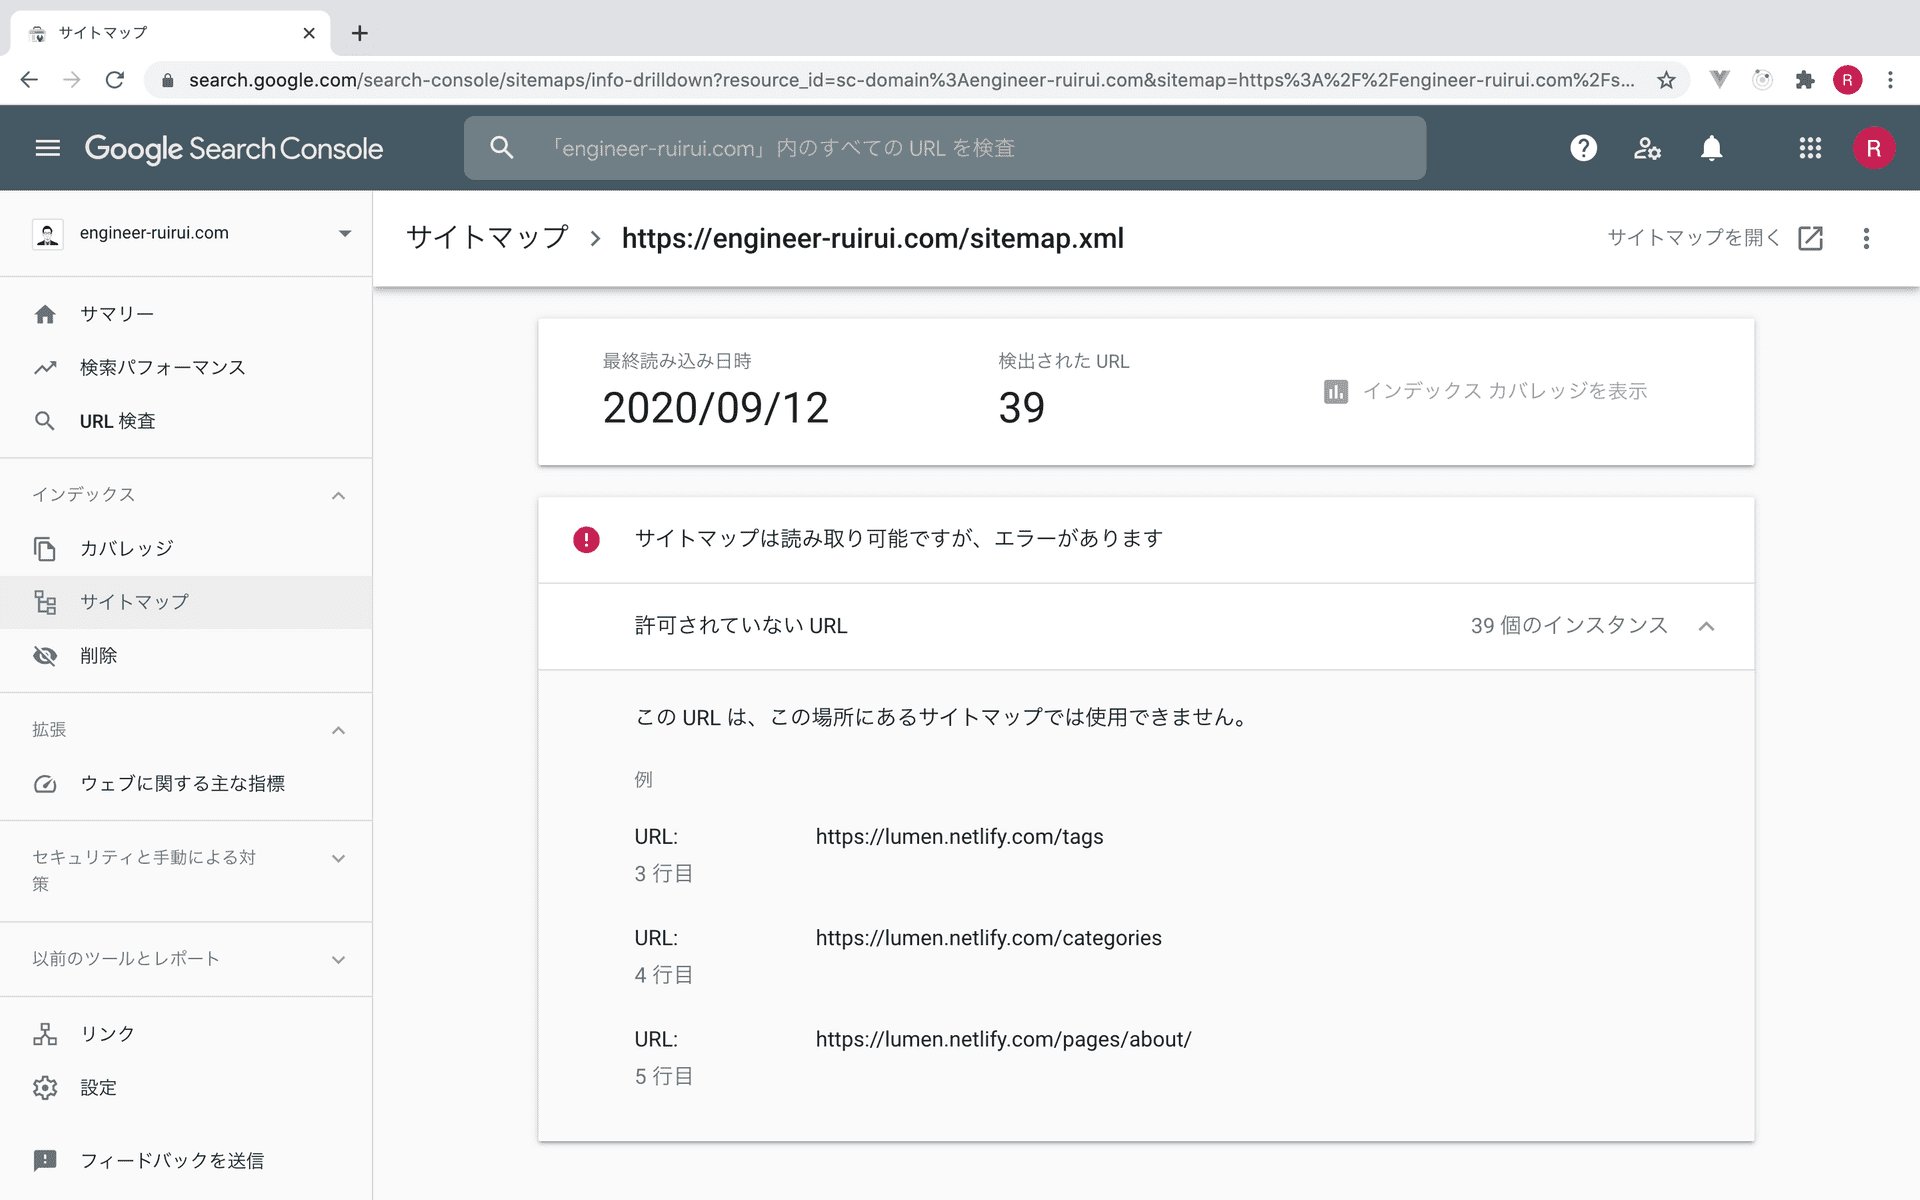 サイトマップ
search.google.com/search-console/sitemaps/info-drilldown?resource_id=sc-domain%3Aengineer-ruirui.com&sitemap=https%3A%2F%2Fengineer-ruirui.com%2Fs...
R
Google Search Console
「engineer-ruirui.com」内のすべての URL を検査
R
engineer-ruirui.com
サマリー
検索パフォーマンス
URL 検査
インデックス
カバレッジ
サイトマップ
削除
拡張
ウェブに関する主な指標
セキュリティと手動による対
策
以前のツールとレポート
リンク
設定
フィードバックを送信
サイトマップ > https://engineer-ruirui.com/sitemap.xml
サイトマップを開く
最終読み込み日時
2020/09/12
検出された URL
39
インデックス カバレッジを表示
サイトマップは読み取り可能ですが、エラーがあります
許可されていない URL
39 個のインスタンス
この URL は、この場所にあるサイトマップでは使用できません。
例
URL: https://lumen.netlify.com/tags
3 行目
URL: https://lumen.netlify.com/categories
4 行目
URL: https://lumen.netlify.com/pages/about/
5 行目